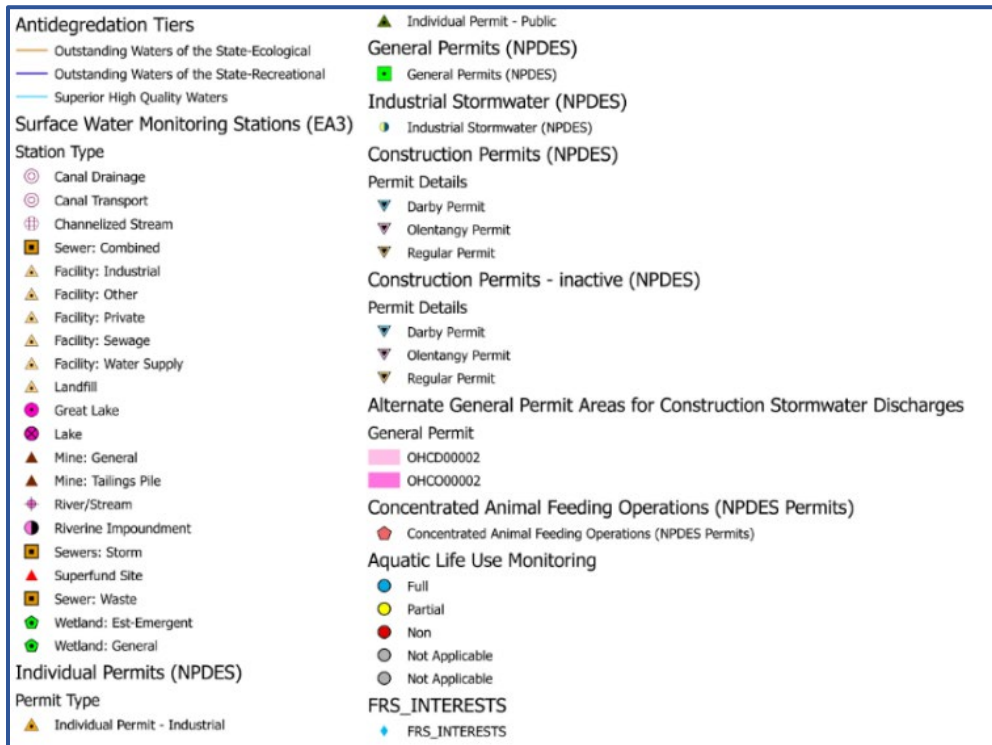 Antidegredation Tiers
Outstanding Waters of the State-Ecological
Outstanding Waters of the State-Recreational
Superior High Quality Waters
Surface Water Monitoring Stations (EA3)
Station Type
Canal Drainage
Canal Transport
Channelized Stream
Sewer: Combined
Facility: Industrial
Facility: Other
Facility: Private
Facility: Sewage
Facility: Water Supply
Landfill
Great Lake
Lake
Mine: General
Mine: Tailings Pile
River/Stream
Riverine Impoundment
Sewers: Storm
Superfund Site
Sewer: Waste
Wetland: Est-Emergent
Wetland: General
Individual Permits (NPDES)
Permit Type
Individual Permit - Industrial
Individual Permit - Public
General Permits (NPDES)
General Permits (NPDES)
Industrial Stormwater (NPDES)
Industrial Stormwater (NPDES)
Construction Permits (NPDES)
Permit Details
Darby Permit
Olentangy Permit
Regular Permit
Construction Permits - inactive (NPDES)
Permit Details
Darby Permit
Olentangy Permit
Regular Permit
Alternate General Permit Areas for Construction Stormwater Discharges
General Permit
OHCD00002
OHCO00002
Concentrated Animal Feeding Operations (NPDES Permits)
Concentrated Animal Feeding Operations (NPDES Permits)
Aquatic Life Use Monitoring
Full
Partial
Non
Not Applicable
Not Applicable
FRS_INTERESTS
FRS_INTERESTS